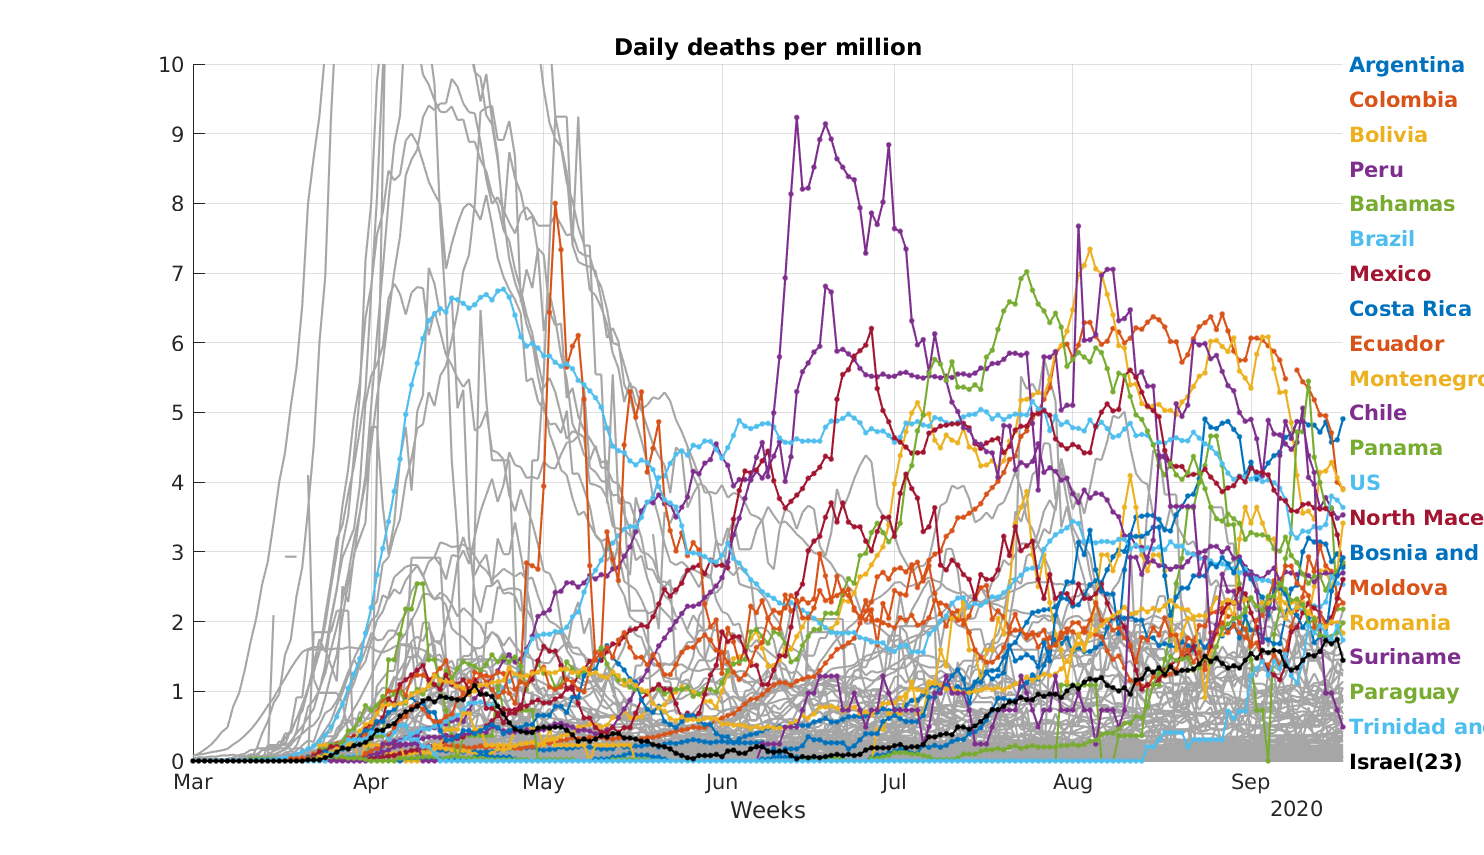 Daily deaths per million
10
9
8
7
6
5
4
3
2
1
0
Mar
Apr
May
Jun
Jul
Aug
Sep
Weeks
2020
Argentina
Colombia
Bolivia
Peru
Bahamas
Brazil
Mexico
Costa Rica
Ecuador
Montenegro
Chile
Panama
US
North Mace
Bosnia and
Moldova
Romania
Suriname
Paraguay
Trinidad and
Israel(23)